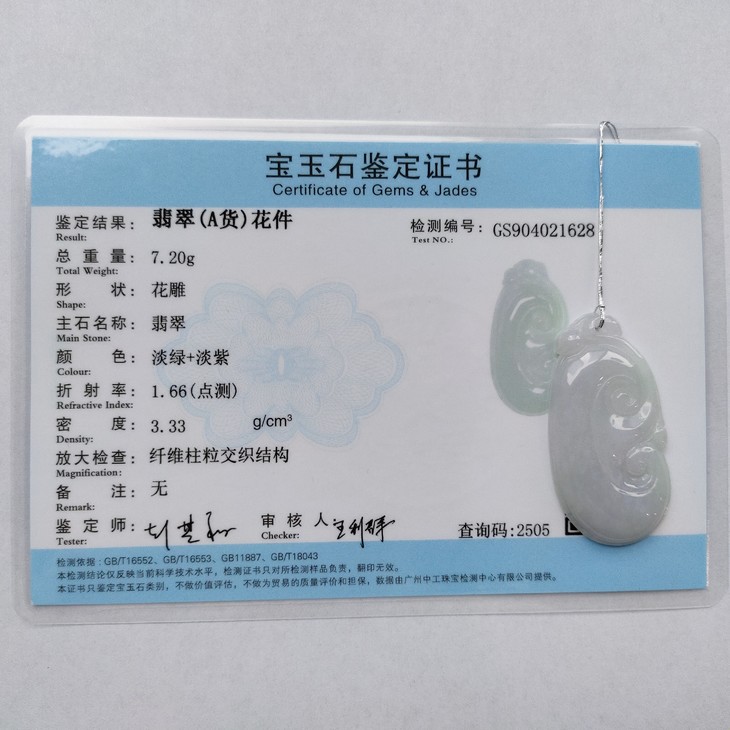 宝玉石鉴定证书
Certificate of Gems & Jades
鉴定结果： 翡翠(A货)花件
Result:
检测编号：GS904021628
Test NO.:
总重量：7.20g
Total Weight:
形状：花雕
Shape:
主石名称：翡翠
Main Stone:
颜色：淡绿+淡紫
Colour:
折射率：1.66(点测)
Refractive Index:
密度：3.33 g/cm³
Density:
放大检查：纤维柱粒交织结构
Magnification:
备注：无
Remark:
鉴定师：
Tester:
审核人
Checker:
查询码:2505
检测依据：GB/T16552、GB/T16553、GB11887、GB/T18043
本检测结论仅反映当前科学技术水平，检测证书只对所检测样品负责，翻印无效。
本证书只鉴定宝玉石类别，不做价值评估，不做为贸易的质量评价和担保，数据由广州中工珠宝检测中心有限公司提供。